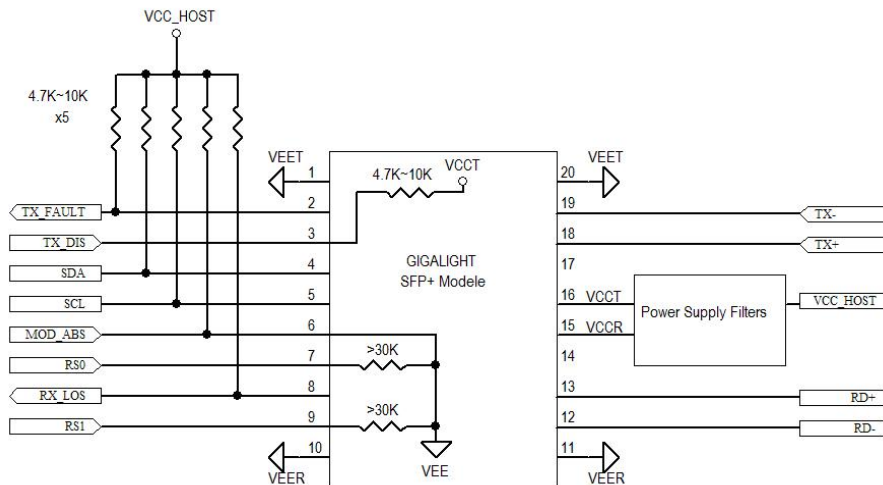 VCC_HOST
4.7K~10K
x5
VEET
1
4.7K~10K
VCCT
20
VEET
TX_FAULT
2
19
TX-
TX_DIS
3
18
TX+
SDA
4
GIGALIGHT
SFP+ Modele
17
SCL
5
16
VCCT
Power Supply Filters
VCC_HOST
MOD_ABS
6
15
VCCR
RS0
7
>30K
14
RX_LOS
8
13
RD+
RS1
9
>30K
12
RD-
VEER
10
VEE
11
VEER